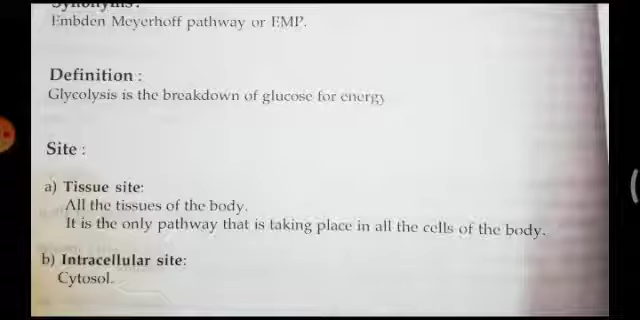 Synonyms:
Embden Meyerhoff pathway or EMP.
Definition :
Glycolysis is the breakdown of glucose for energy
Site :
a) Tissue site:
All the tissues of the body.
It is the only pathway that is taking place in all the cells of the body.
b) Intracellular site:
Cytosol.